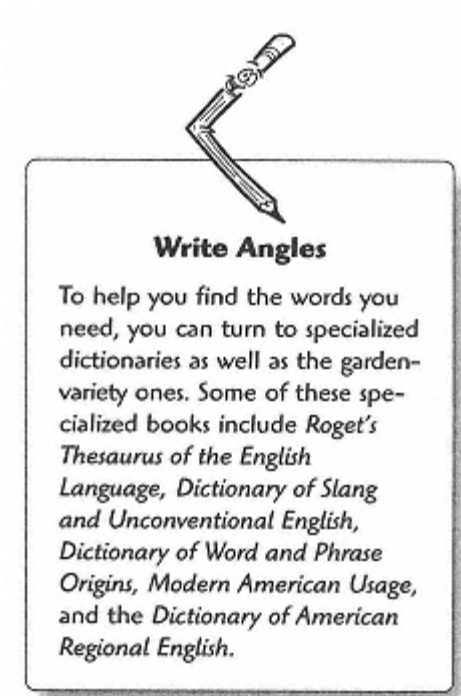 Write Angles
To help you find the words you
need, you can turn to specialized
dictionaries as well as the garden-
variety ones. Some of these spe-
cialized books include Roget's
Thesaurus of the English
Language, Dictionary of Slang
and Unconventional English,
Dictionary of Word and Phrase
Origins, Modern American Usage,
and the Dictionary of American
Regional English.